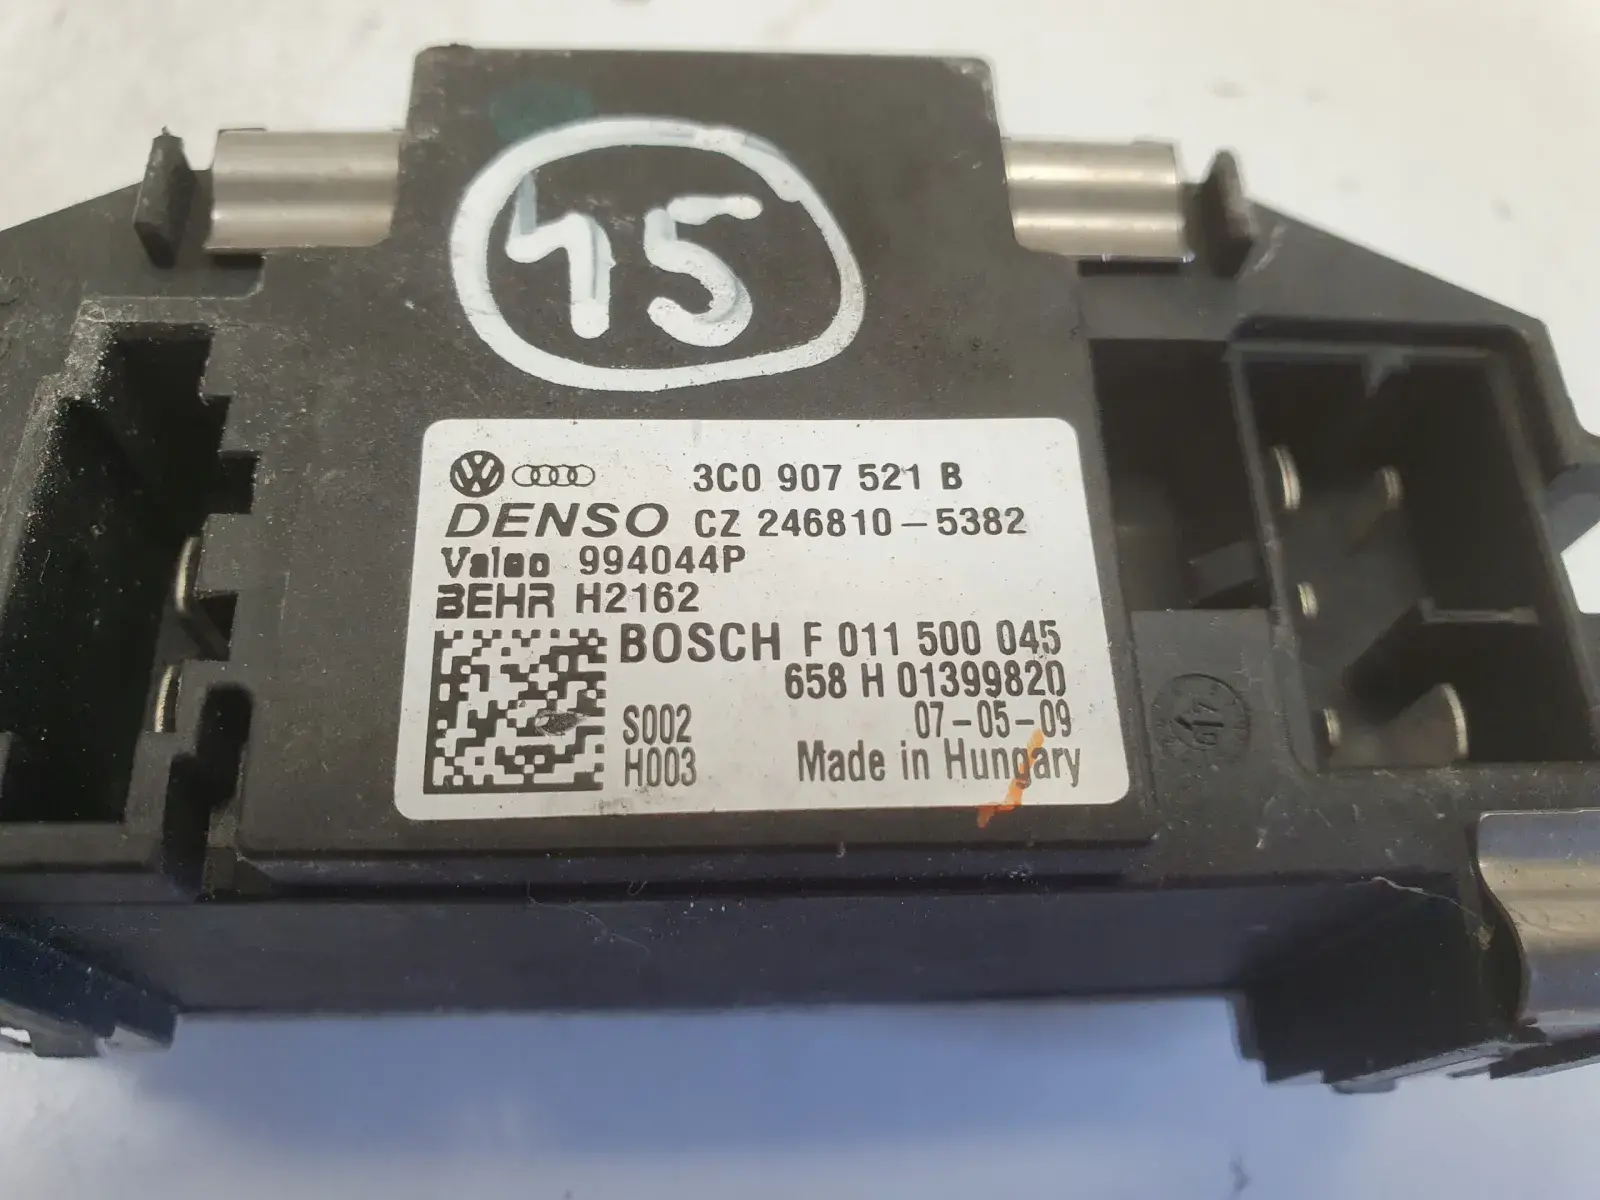 45
3C0 907 521 B
DENSO CZ 246810-5382
Valeo 994044P
BEHR H2162
BOSCH F 011 500 045
658 H 01399820
S002 07-05-09
H003 Made in Hungary